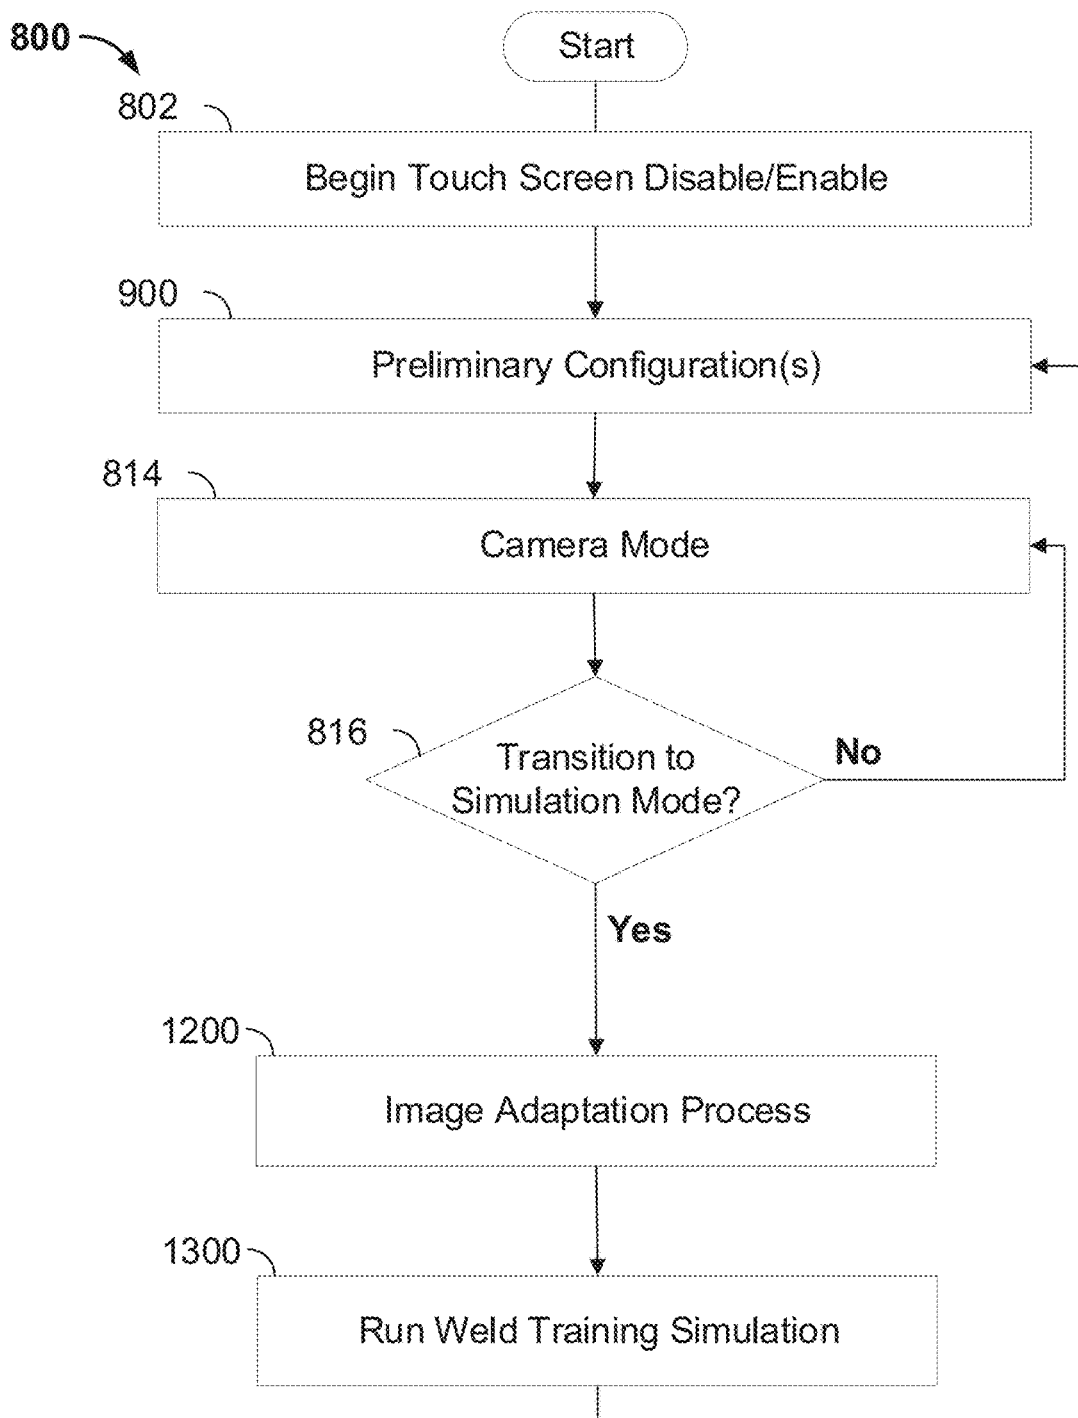 800
Start
802
Begin Touch Screen Disable/Enable
900
Preliminary Configuration(s)
814
Camera Mode
816
Transition to
Simulation Mode?
No
Yes
1200
Image Adaptation Process
1300
Run Weld Training Simulation